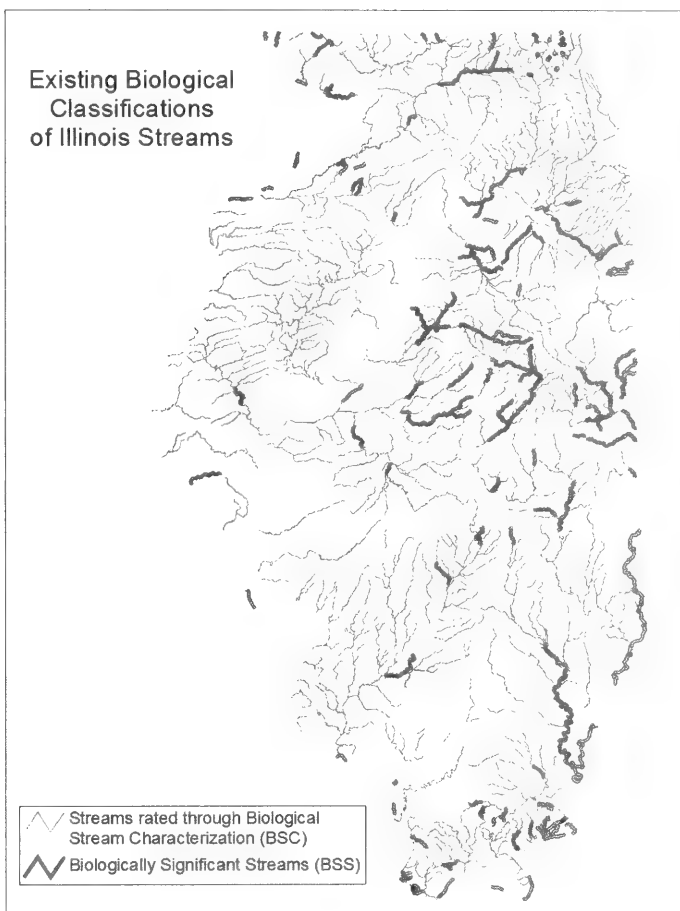 Existing Biological
Classifications
of Illinois Streams
Streams rated through Biological
Stream Characterization (BSC)
Biologically Significant Streams (BSS)